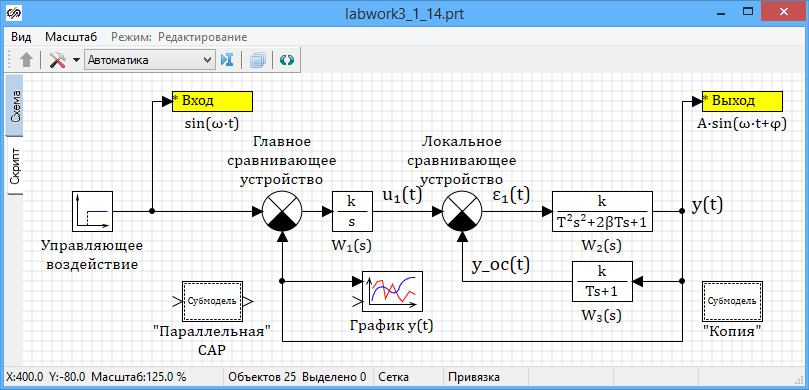 labwork3_1_14.prt
Вид Масштаб Режим: Редактирование
Автоматика
Схема
Скрипт
* Вход
sin(ω·t)
* Выход
A·sin(ω·t+φ)
Главное
сравнивающее
устройство
Локальное
сравнивающее
устройство
Управляющее
воздействие
k
s
W₁(s)
u₁(t)
ε₁(t)
k
T²s²+2βTs+1
W₂(s)
y(t)
y_oc(t)
k
Ts+1
W₃(s)
Субмодель
"Параллельная"
САР
График y(t)
Субмодель
"Копия"
X:400.0 Y:-80.0 Масштаб:125.0 % Объектов 25 Выделено 0 Сетка Привязка